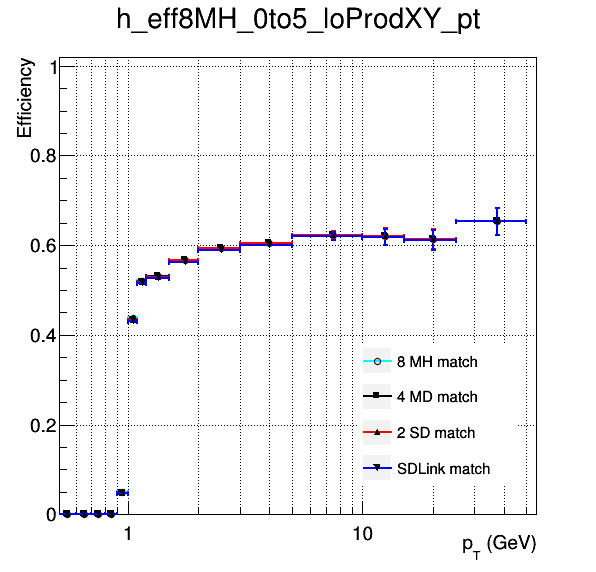 h_eff8MH_0to5_loProdXY_pt
Efficiency
1
0.8
0.6
0.4
0.2
0
8 MH match
4 MD match
2 SD match
SDLink match
1
10
p_T (GeV)